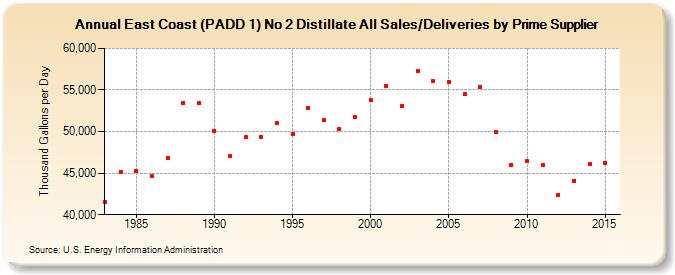 Annual East Coast (PADD 1) No 2 Distillate All Sales/Deliveries by Prime Supplier
Thousand Gallons per Day
60,000
55,000
50,000
45,000
40,000
1985 1990 1995 2000 2005 2010 2015
Source: U.S. Energy Information Administration